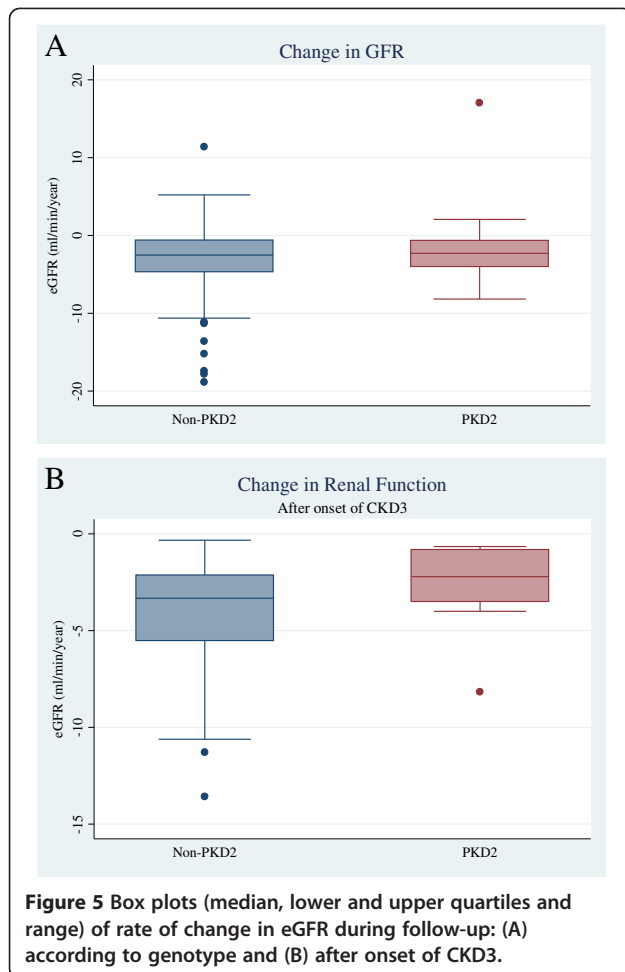 A
Change in GFR
eGFR (ml/min/year)
20
10
0
-10
-20
Non-PKD2 PKD2
B
Change in Renal Function
After onset of CKD3
eGFR (ml/min/year)
0
-5
-10
-15
Non-PKD2 PKD2
Figure 5 Box plots (median, lower and upper quartiles and
range) of rate of change in eGFR during follow-up: (A)
according to genotype and (B) after onset of CKD3.